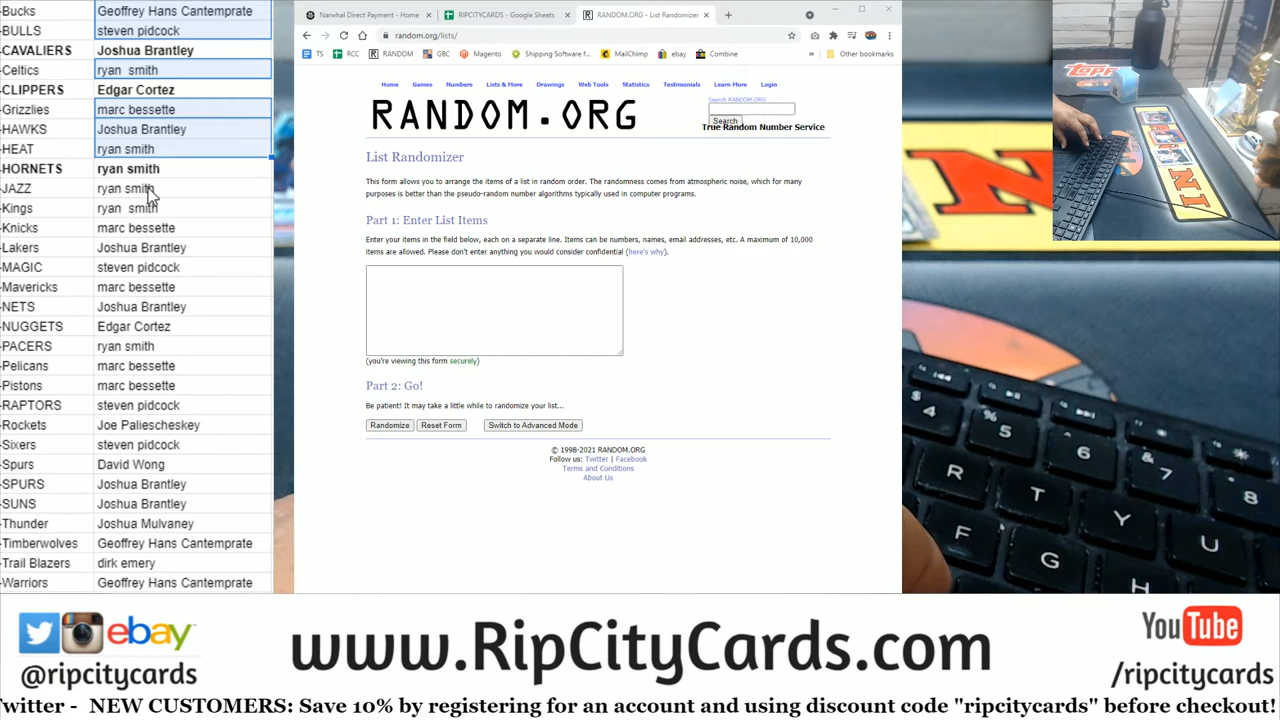 -Bucks Geoffrey Hans Cantemprate
-BULLS steven pidcock
-CAVALIERS Joshua Brantley
-Celtics ryan smith
-CLIPPERS Edgar Cortez
marc bessette
-HAWKS Joshua Brantley
-HEAT ryan smith
-HORNETS ryan smith
-JAZZ ryan smith
-Kings ryan smith
-Knicks marc bessette
-Lakers Joshua Brantley
-MAGIC steven pidcock
-Mavericks marc bessette
-NETS Joshua Brantley
-NUGGETS Edgar Cortez
-PACERS ryan smith
-Pelicans marc bessette
-Pistons marc bessette
-RAPTORS steven pidcock
-Rockets Joe Paliescheskey
-Sixers steven pidcock
-Spurs David Wong
-SPURS Joshua Brantley
-SUNS Joshua Brantley
-Thunder Joshua Mulvaney
-Timberwolves Geoffrey Hans Cantemprate
-Trail Blazers dirk emery
-Warriors Geoffrey Hans Cantemprate
Narwhal Direct Payment - Home RIPCITYCARDS - Google Sheets RANDOM.ORG - List Randomizer
random.org/lists/
TS RCC RANDOM GBC Magento Shipping Software f... MailChimp ebay Combine Other bookmarks
Home Games Numbers Lists & More Drawings Web Tools Statistics Testimonials Learn More Login
RANDOM.ORG
Search RANDOM.ORG
Search
True Random Number Service
List Randomizer
This form allows you to arrange the items of a list in random order. The randomness comes from atmospheric noise, which for many
purposes is better than the pseudo-random number algorithms typically used in computer programs.
Part 1: Enter List Items
Enter your items in the field below, each on a separate line. Items can be numbers, names, email addresses, etc. A maximum of 10,000
items are allowed. Please don't enter anything you would consider confidential (here's why).
(you're viewing this form securely)
Part 2: Go!
Be patient! It may take a little while to randomize your list...
Randomize Reset Form Switch to Advanced Mode
© 1998-2021 RANDOM.ORG
Follow us: Twitter | Facebook
Terms and Conditions
About Us
TOPPS
NI
$ 4 % 5 6 & 7 * 8
R T Y U
F G H
ebay
@ripcitycards
www.RipCityCards.com
YouTube
/ripcitycards
Twitter - NEW CUSTOMERS: Save 10% by registering for an account and using discount code "ripcitycards" before checkout!